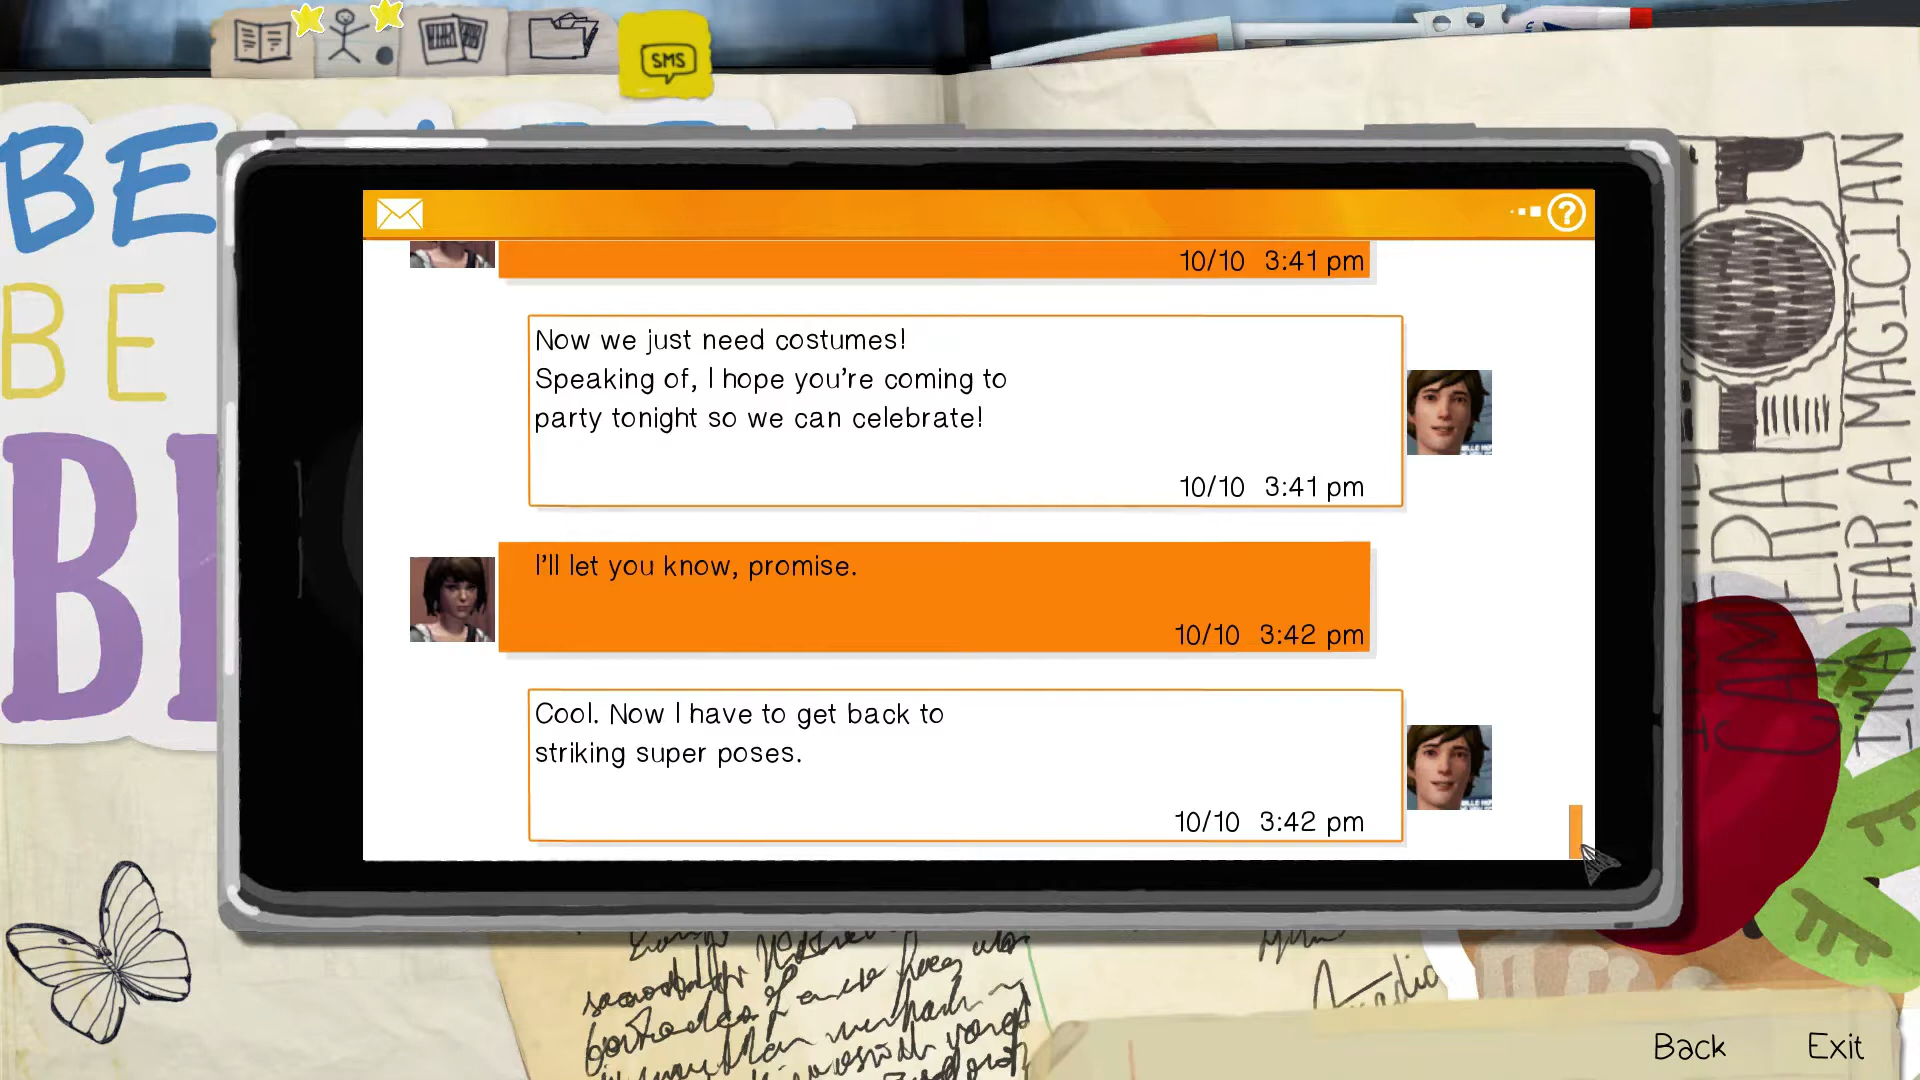 SMS
BE
BE
10/10 3:41 pm
Now we just need costumes!
Speaking of, I hope you're coming to
party tonight so we can celebrate!
10/10 3:41 pm
I'll let you know, promise.
10/10 3:42 pm
Cool. Now I have to get back to
striking super poses.
10/10 3:42 pm
CAMERA
LIAR, A MAGICIAN
Back
Exit